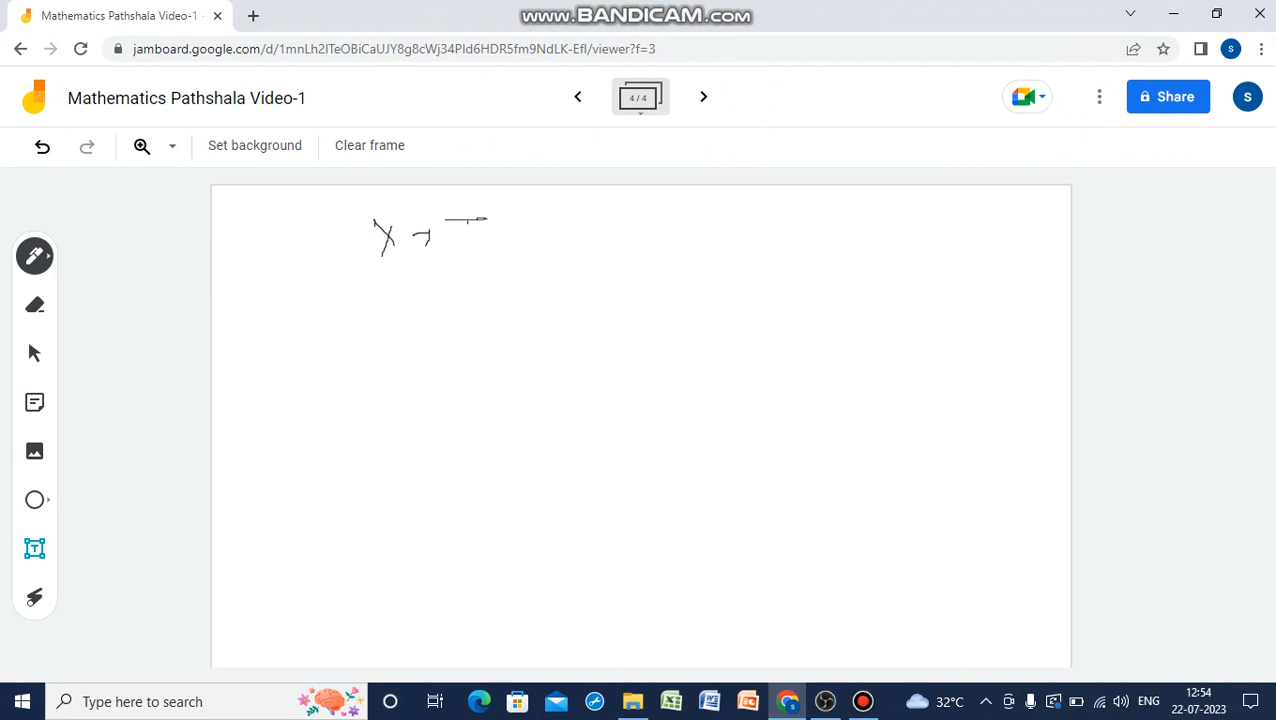 www.BANDICAM.com
Mathematics Pathshala Video-1 -
jamboard.google.com/d/1mnLh2ITeOBiCaUJY8g8cWj34PId6HDR5fm9NdLK-EfI/viewer?f=3
S
Mathematics Pathshala Video-1
4 / 4
Share
S
Set background
Clear frame
X
T
Type here to search
32°C
ENG
12:54
22-07-2023